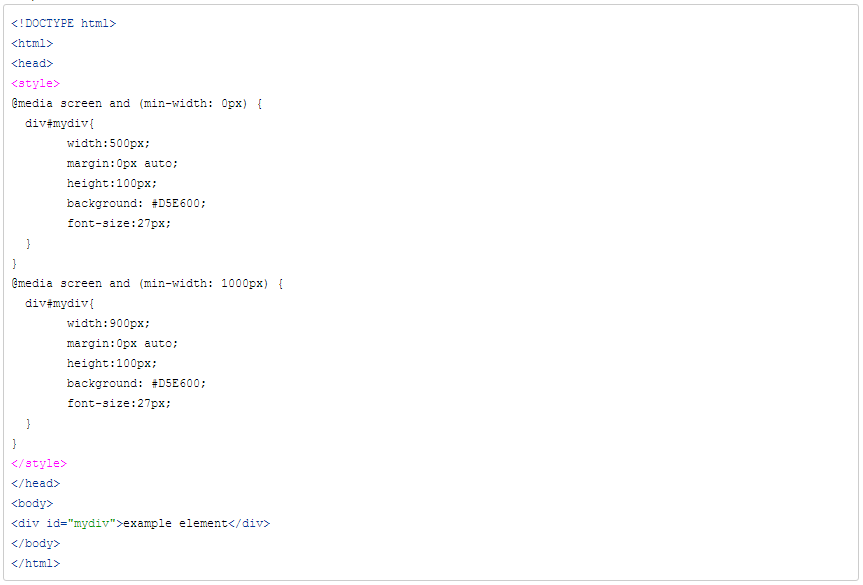 <!DOCTYPE html>
<html>
<head>
<style>
@media screen and (min-width: 0px) {
  div#mydiv{
        width:500px;
        margin:0px auto;
        height:100px;
        background: #D5E600;
        font-size:27px;
  }
}
@media screen and (min-width: 1000px) {
  div#mydiv{
        width:900px;
        margin:0px auto;
        height:100px;
        background: #D5E600;
        font-size:27px;
  }
}
</style>
</head>
<body>
<div id="mydiv">example element</div>
</body>
</html>